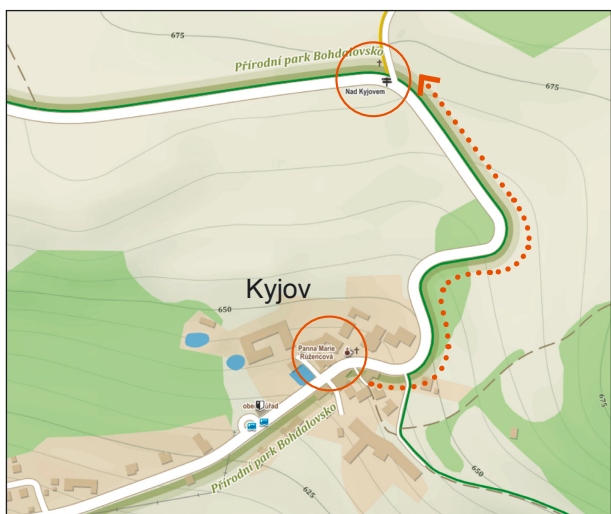 675
Přírodní park Bohdalovsko
Nad Kyjovem
675
Kyjov
650
Panna Marie
Růžencová
obecní úřad
Přírodní park Bohdalovsko
625
650
675